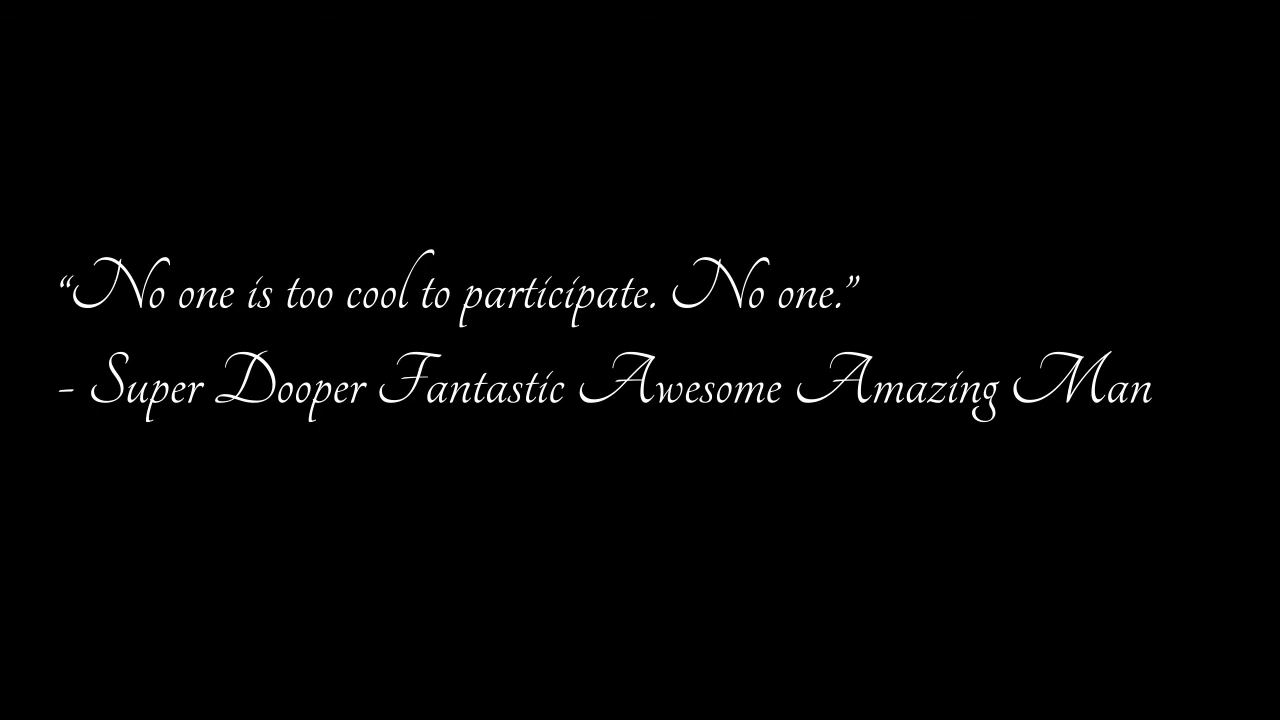 “No one is too cool to participate. No one.”
- Super Dooper Fantastic Awesome Amazing Man